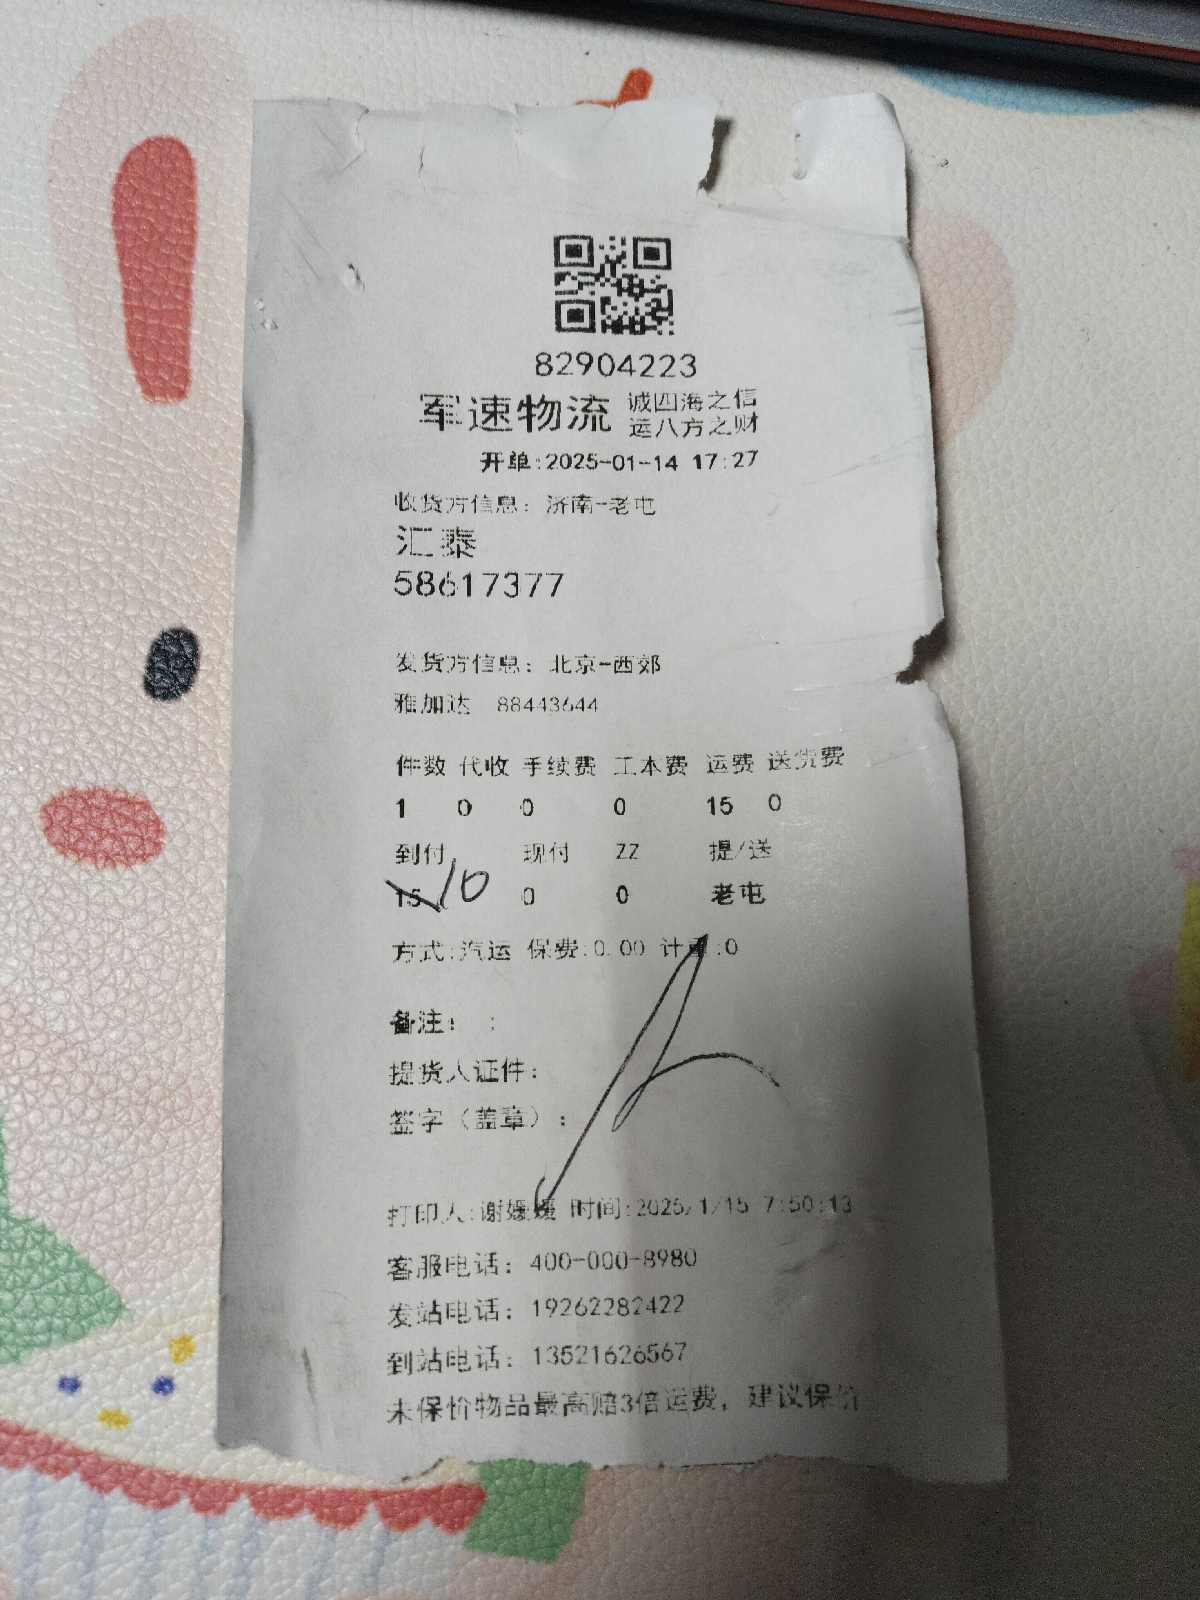 82904223
军速物流 诚四海之信
运八方之财
开单:2025-01-14 17:27
收货方信息: 济南-老屯
汇泰
58617377
发货方信息: 北京-西郊
雅加达 88443644
件数 代收 手续费 工本费 运费 送货费
1 0 0 0 15 0
到付 现付 ZZ 提/送
15 10 0 0 老屯
方式:汽运 保费:0.00 计重:0
备注: :
提货人证件:
签字(盖章):
打印人:谢媛媛 时间:2025/1/15 7:50:13
客服电话: 400-000-8980
发站电话: 19262282422
到站电话: 13521626567
未保价物品最高赔3倍运费, 建议保价